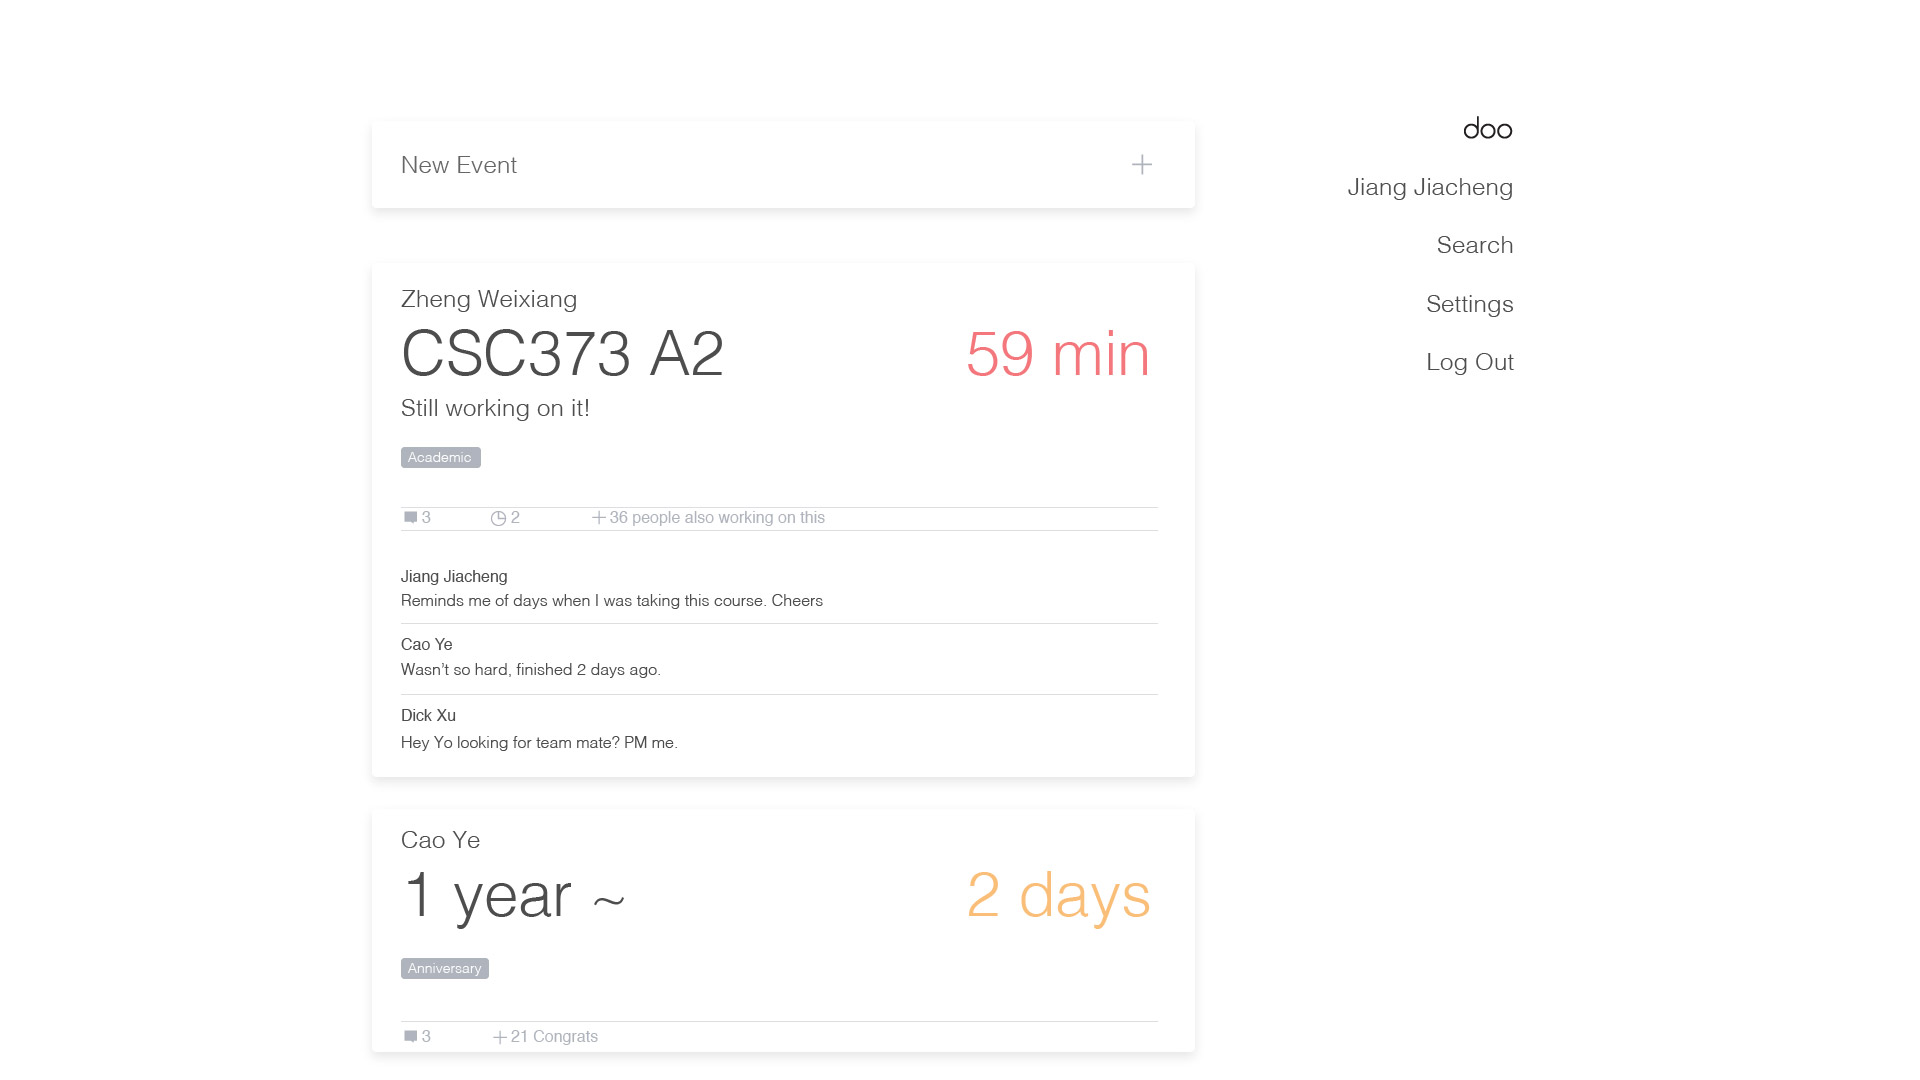 New Event
doo
Jiang Jiacheng
Search
Settings
Log Out
Zheng Weixiang
CSC373 A2
59 min
Still working on it!
Academic
3
2
36 people also working on this
Jiang Jiacheng
Reminds me of days when I was taking this course. Cheers
Cao Ye
Wasn't so hard, finished 2 days ago.
Dick Xu
Hey Yo looking for team mate? PM me.
Cao Ye
1 year ~
2 days
Anniversary
3
21 Congrats